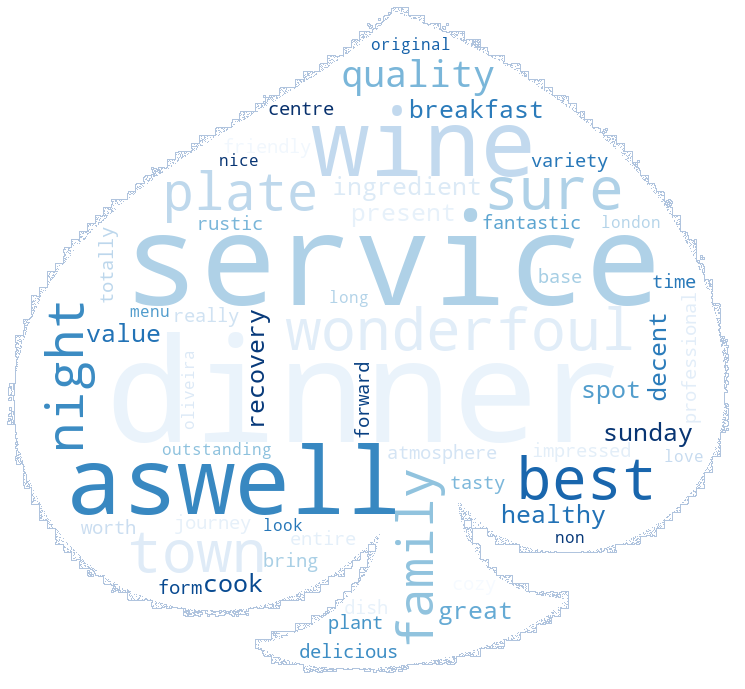 original
quality
centre
breakfast
wine
friendly
nice
variety
plate
ingredient
sure
present
rustic
fantastic
london
totally
service
base
time
long
menu
really
value
night
recovery
wonderfoul
decent
professional
dinner
oliveira
forward
spot
sunday
outstanding
atmosphere
impressed
love
aswell
best
tasty
family
healthy
worth
journey
look
entire
non
town
bring
form
cook
cozy
dish
great
plant
delicious